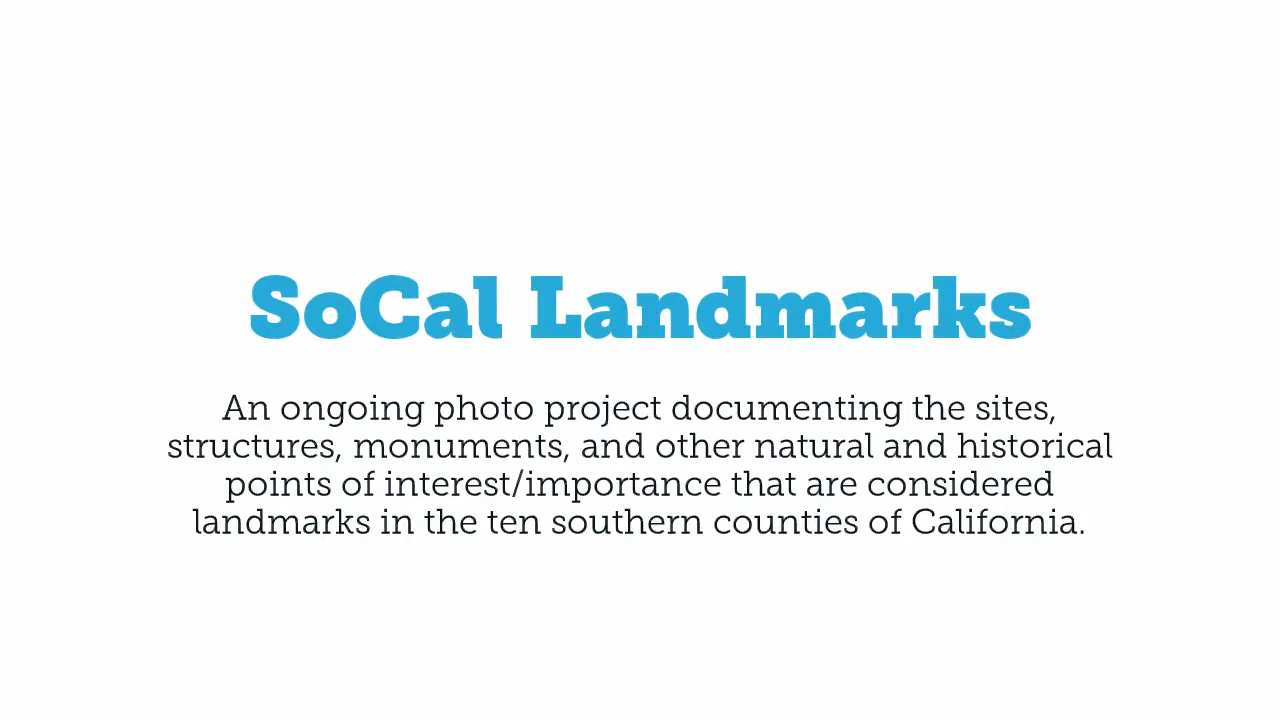 SoCal Landmarks
An ongoing photo project documenting the sites,
structures, monuments, and other natural and historical
points of interest/importance that are considered
landmarks in the ten southern counties of California.